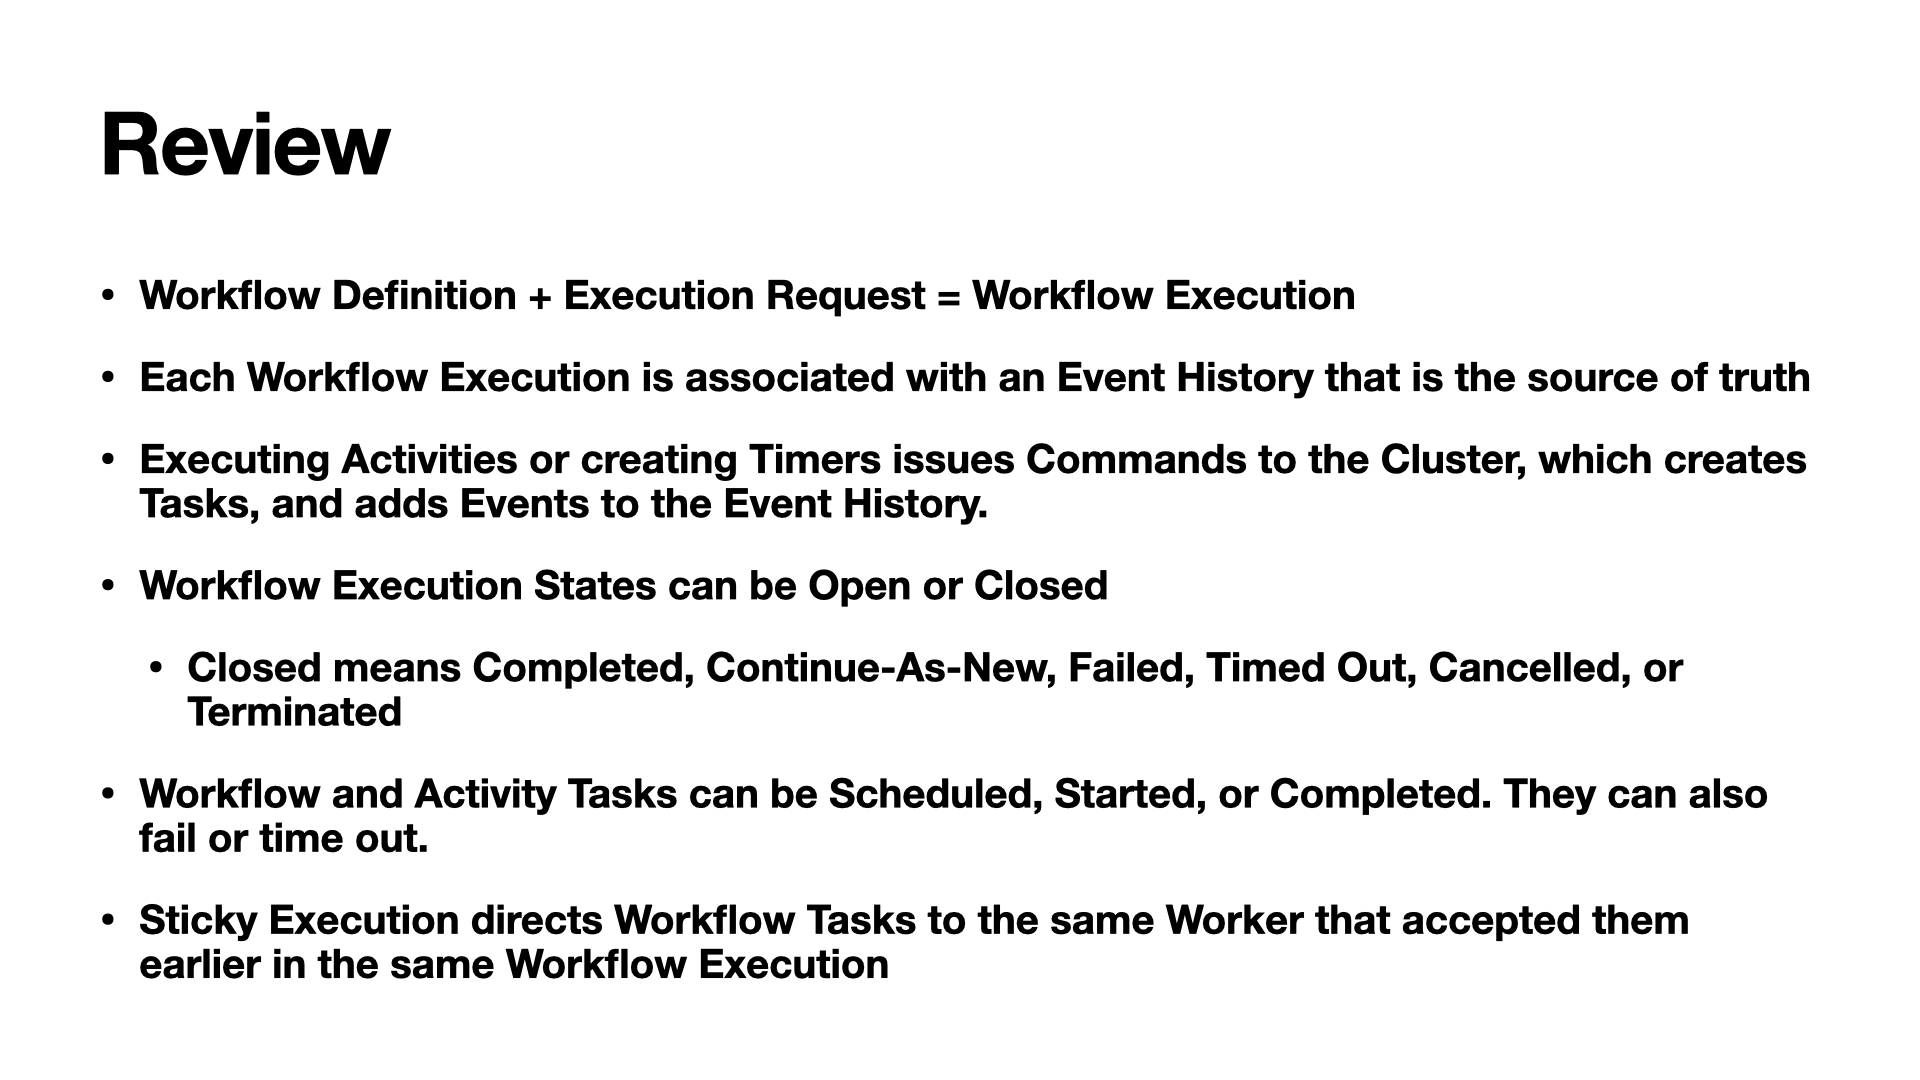 Review
• Workflow Definition + Execution Request = Workflow Execution
• Each Workflow Execution is associated with an Event History that is the source of truth
• Executing Activities or creating Timers issues Commands to the Cluster, which creates
Tasks, and adds Events to the Event History.
• Workflow Execution States can be Open or Closed
• Closed means Completed, Continue-As-New, Failed, Timed Out, Cancelled, or
Terminated
• Workflow and Activity Tasks can be Scheduled, Started, or Completed. They can also
fail or time out.
• Sticky Execution directs Workflow Tasks to the same Worker that accepted them
earlier in the same Workflow Execution